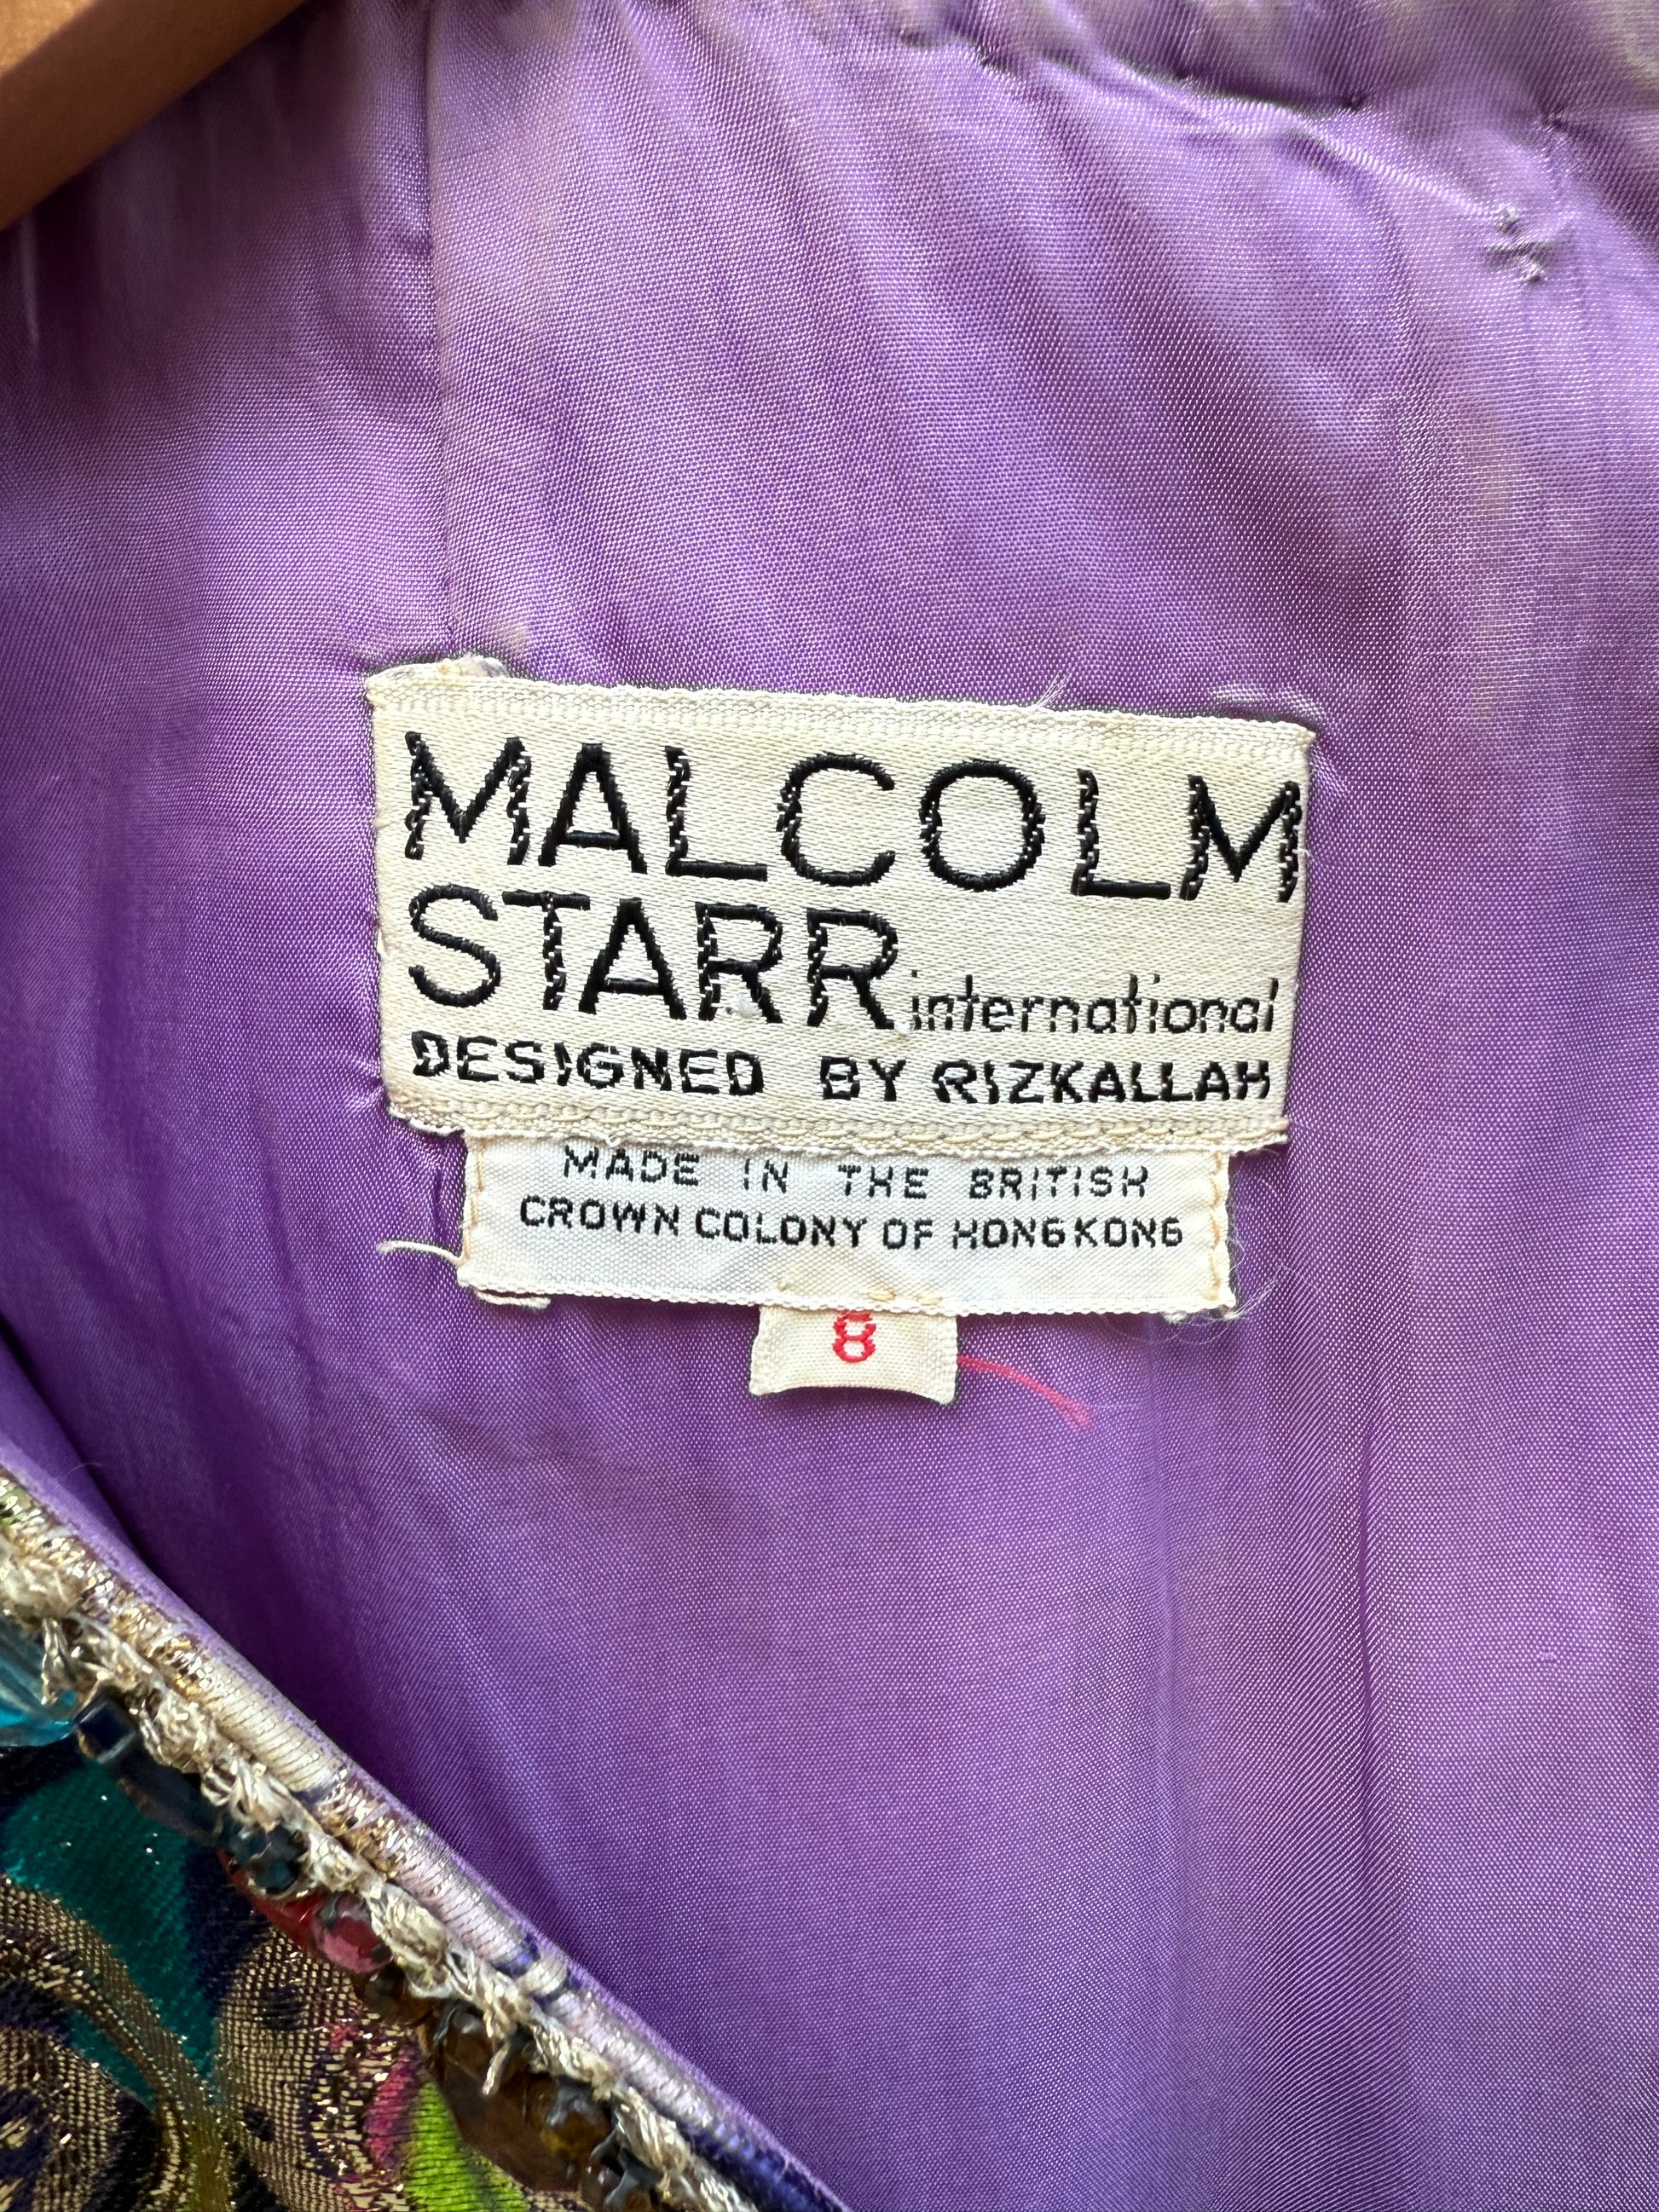 MALCOLM
STARR international
DESIGNED BY RIZKALLAH
MADE IN THE BRITISH
CROWN COLONY OF HONG KONG
8